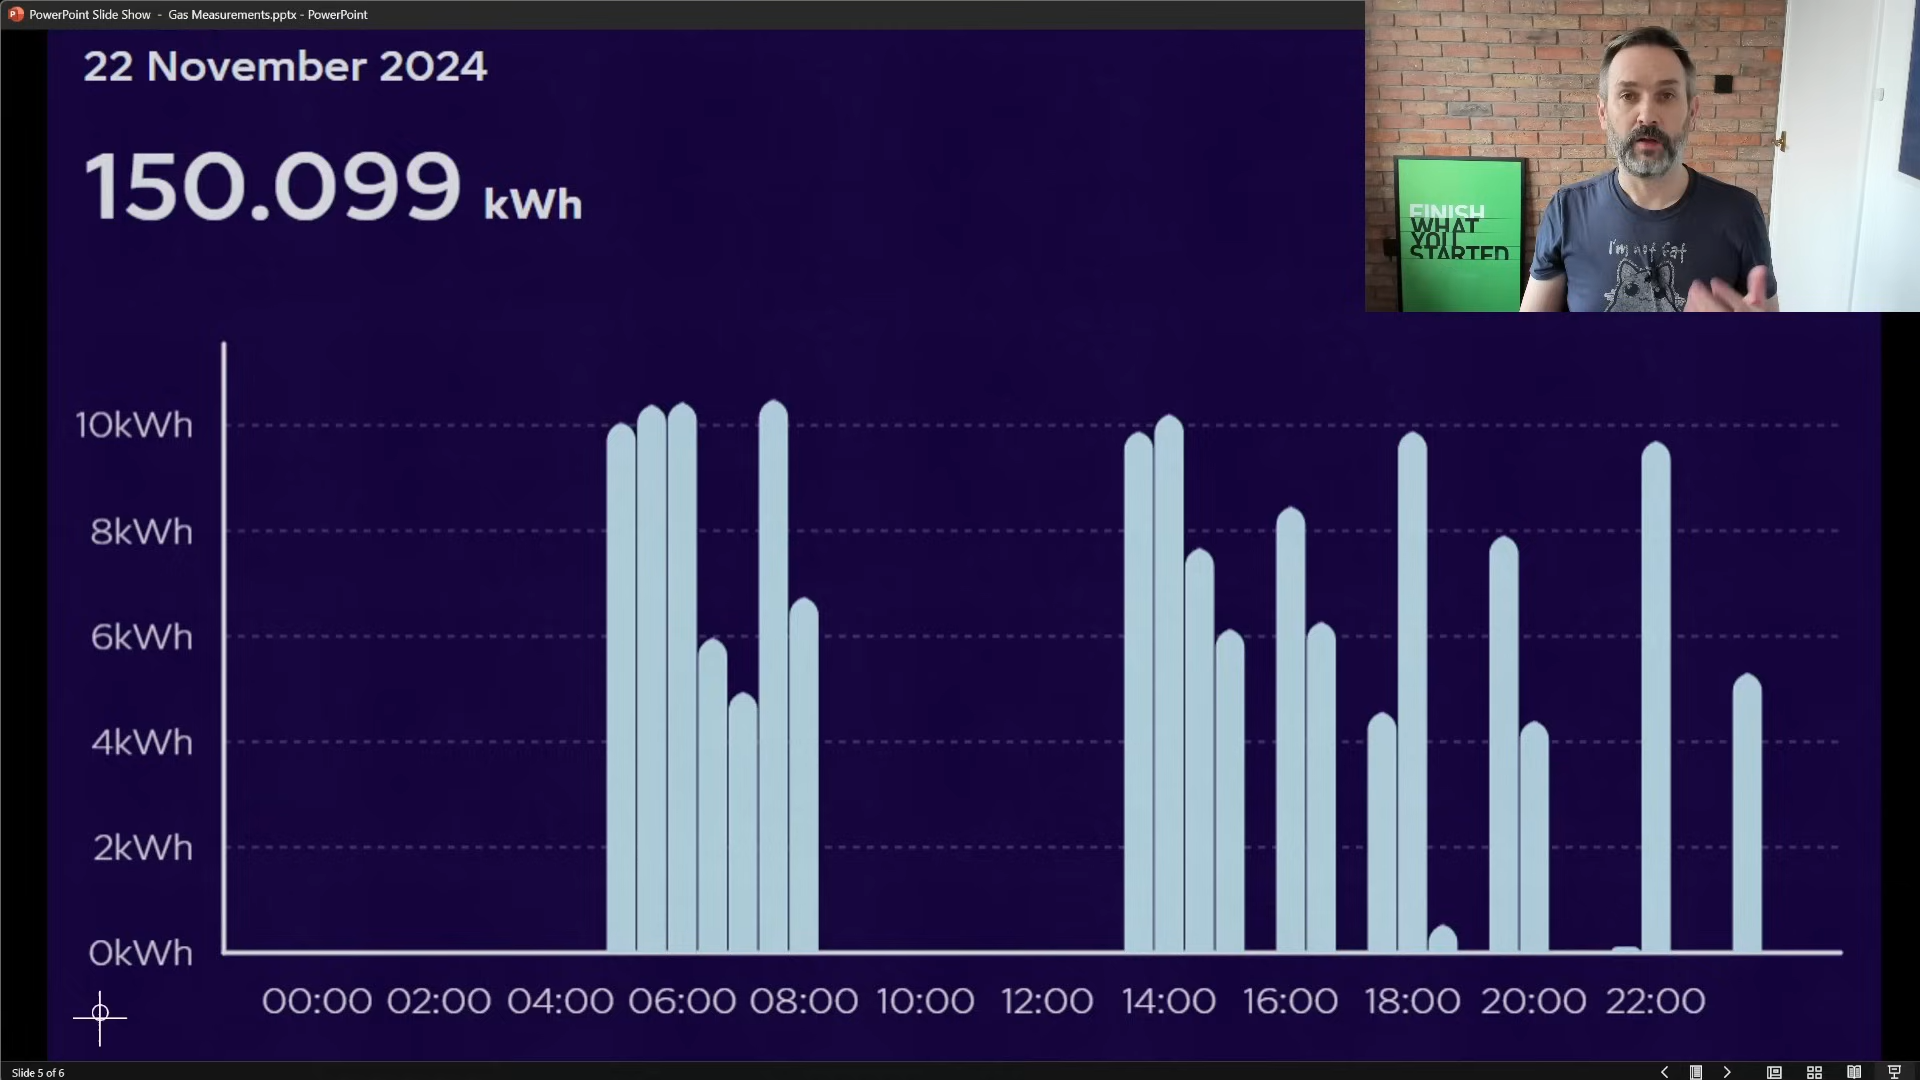 PowerPoint Slide Show - Gas Measurements.pptx - PowerPoint
22 November 2024
150.099 kWh
FINISH
WHAT
YOU
STARTED
I'm not fat
10kWh
8kWh
6kWh
4kWh
2kWh
0kWh
00:00 02:00 04:00 06:00 08:00 10:00 12:00 14:00 16:00 18:00 20:00 22:00
Slide 5 of 6